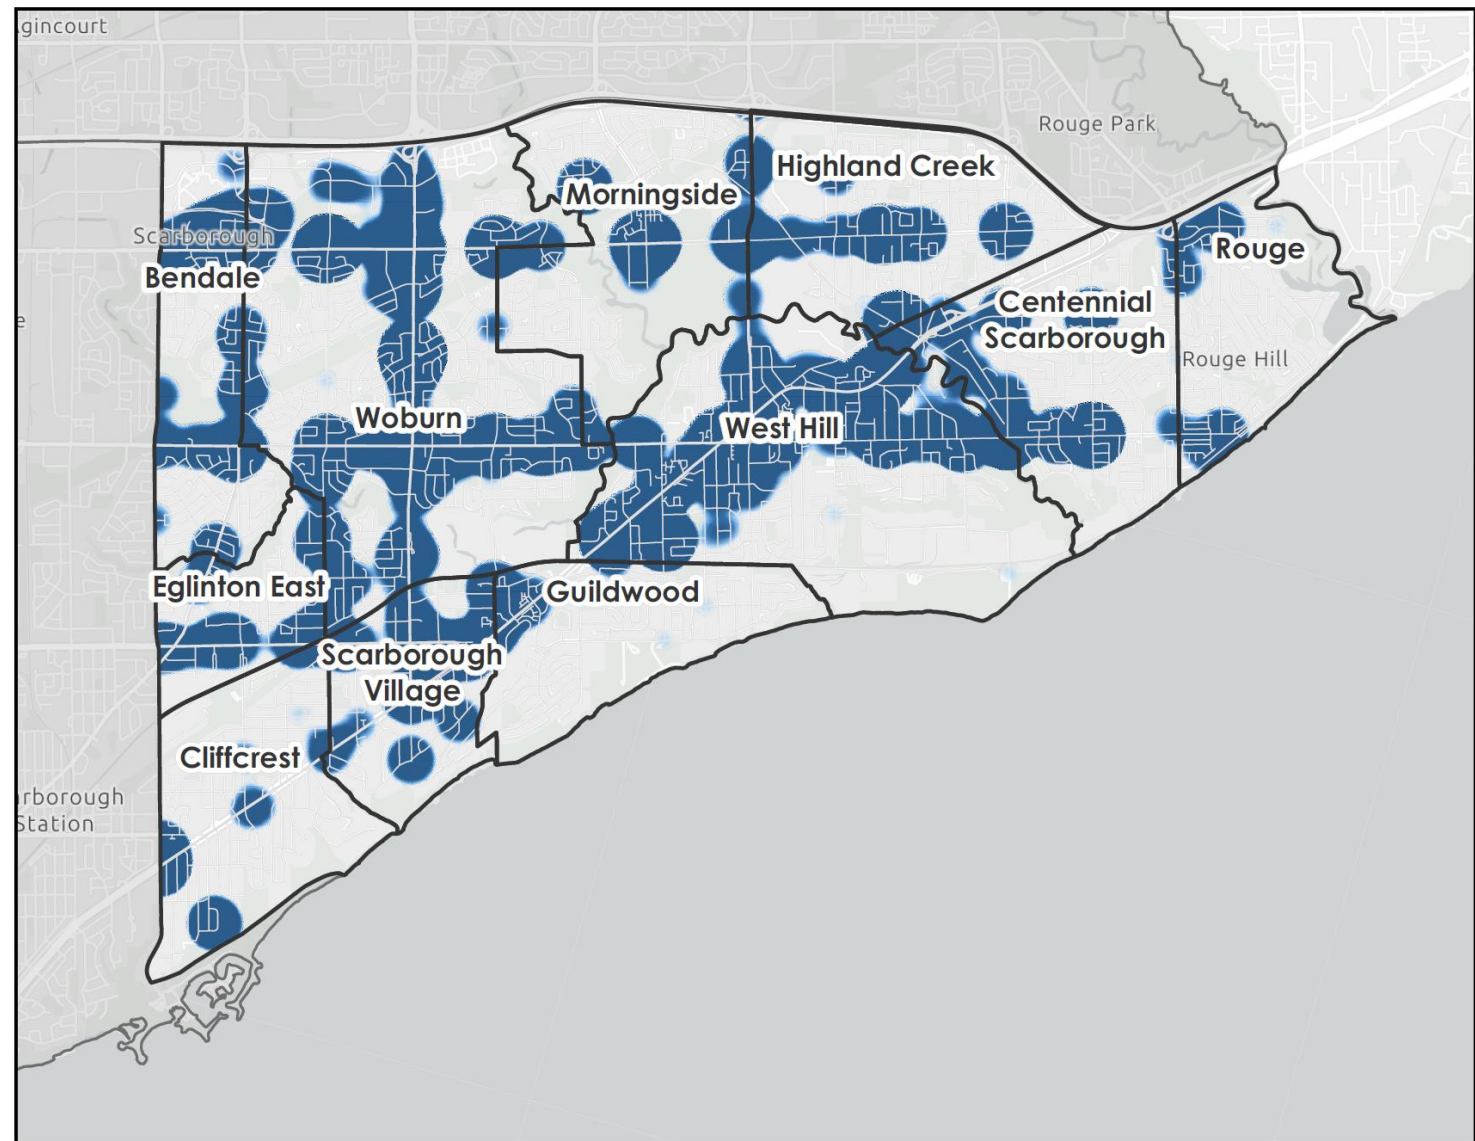 gincourt
Rouge Park
Highland Creek
Morningside
Scarborough
Rouge
Bendale
Centennial
Scarborough
e
Rouge Hill
Woburn
West Hill
Eglinton East
Guildwood
Scarborough
Village
Cliffcrest
rborough
Station